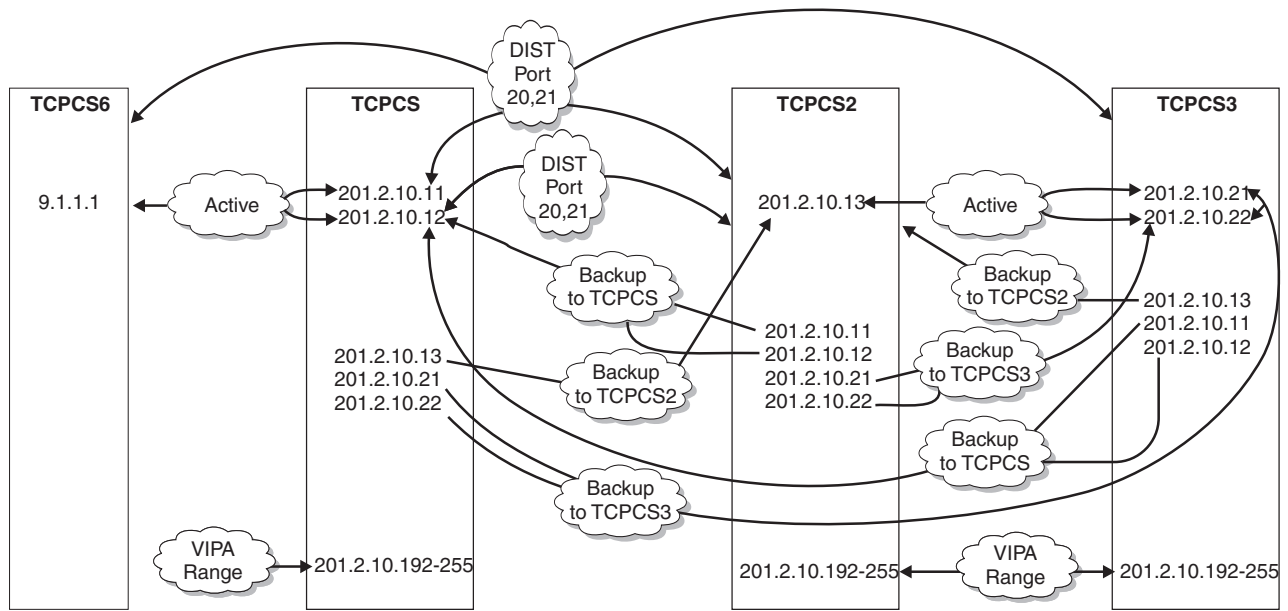 DIST
Port
20,21
TCPCS6
TCPCS
TCPCS2
TCPCS3
DIST
Port
20,21
9.1.1.1
Active
201.2.10.11
201.2.10.12
201.2.10.13
Active
201.2.10.21
201.2.10.22
Backup
to TCPCS
Backup
to TCPCS2
201.2.10.13
201.2.10.11
201.2.10.12
201.2.10.11
201.2.10.12
201.2.10.21
201.2.10.22
Backup
to TCPCS3
201.2.10.13
201.2.10.21
201.2.10.22
Backup
to TCPCS2
Backup
to TCPCS
Backup
to TCPCS3
VIPA
Range
201.2.10.192-255
201.2.10.192-255
VIPA
Range
201.2.10.192-255